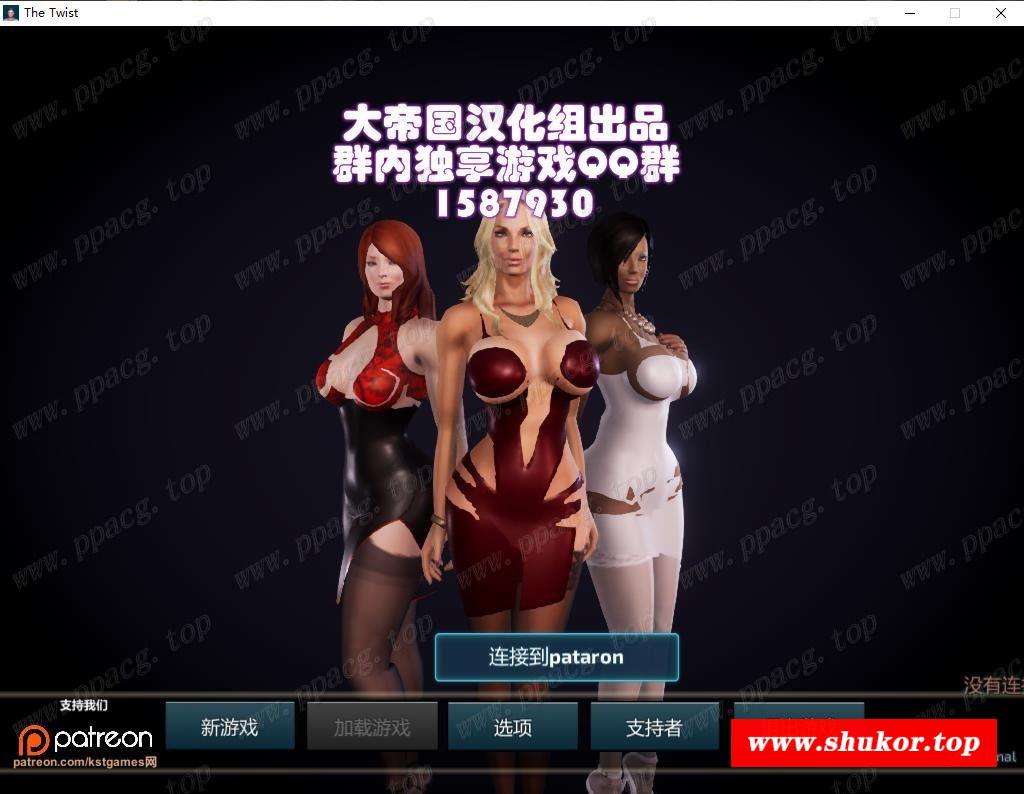 The Twist
大帝国汉化组出品
群内独享游戏QQ群
1587930
www.ppacg.top
连接到pataron
没有连
支持我们
patreon
patreon.com/kstgames网
新游戏
加载游戏
选项
支持者
www.shukor.top
mal